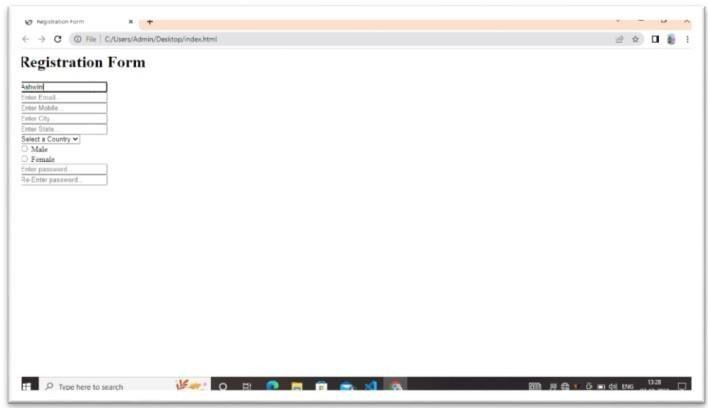 Registration Form
File C:/Users/Admin/Desktop/index.html
Registration Form
Ashwini
Enter Email...
Enter Mobile...
Enter City...
Enter State...
Select a Country
Male
Female
Enter password...
Re-Enter password...
Type here to search
ENG
13:28